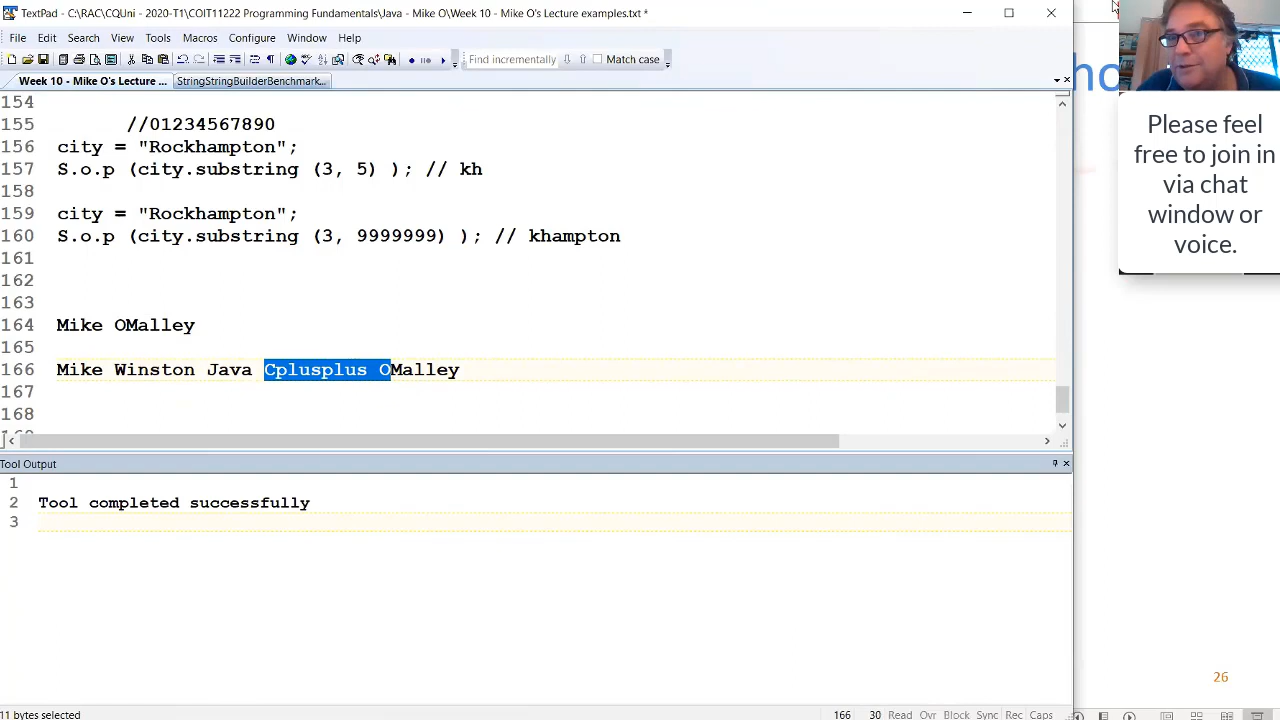 TextPad - C:\RAC\CQUni - 2020-T1\COIT11222 Programming Fundamentals\Java - Mike O\Week 10 - Mike O's Lecture examples.txt *
File Edit Search View Tools Macros Configure Window Help
Find incrementally Match case
Week 10 - Mike O's Lecture ... StringStringBuilderBenchmark...
154
155 //01234567890
156 city = "Rockhampton";
157 S.o.p (city.substring (3, 5) ); // kh
158
159 city = "Rockhampton";
160 S.o.p (city.substring (3, 9999999) ); // khampton
161
162
163
164 Mike OMalley
165
166 Mike Winston Java Cplusplus OMalley
167
168
Tool Output
1
2 Tool completed successfully
3
11 bytes selected 166 30 Read Ovr Block Sync Rec Caps
ho
Please feel
free to join in
via chat
window or
voice.
26